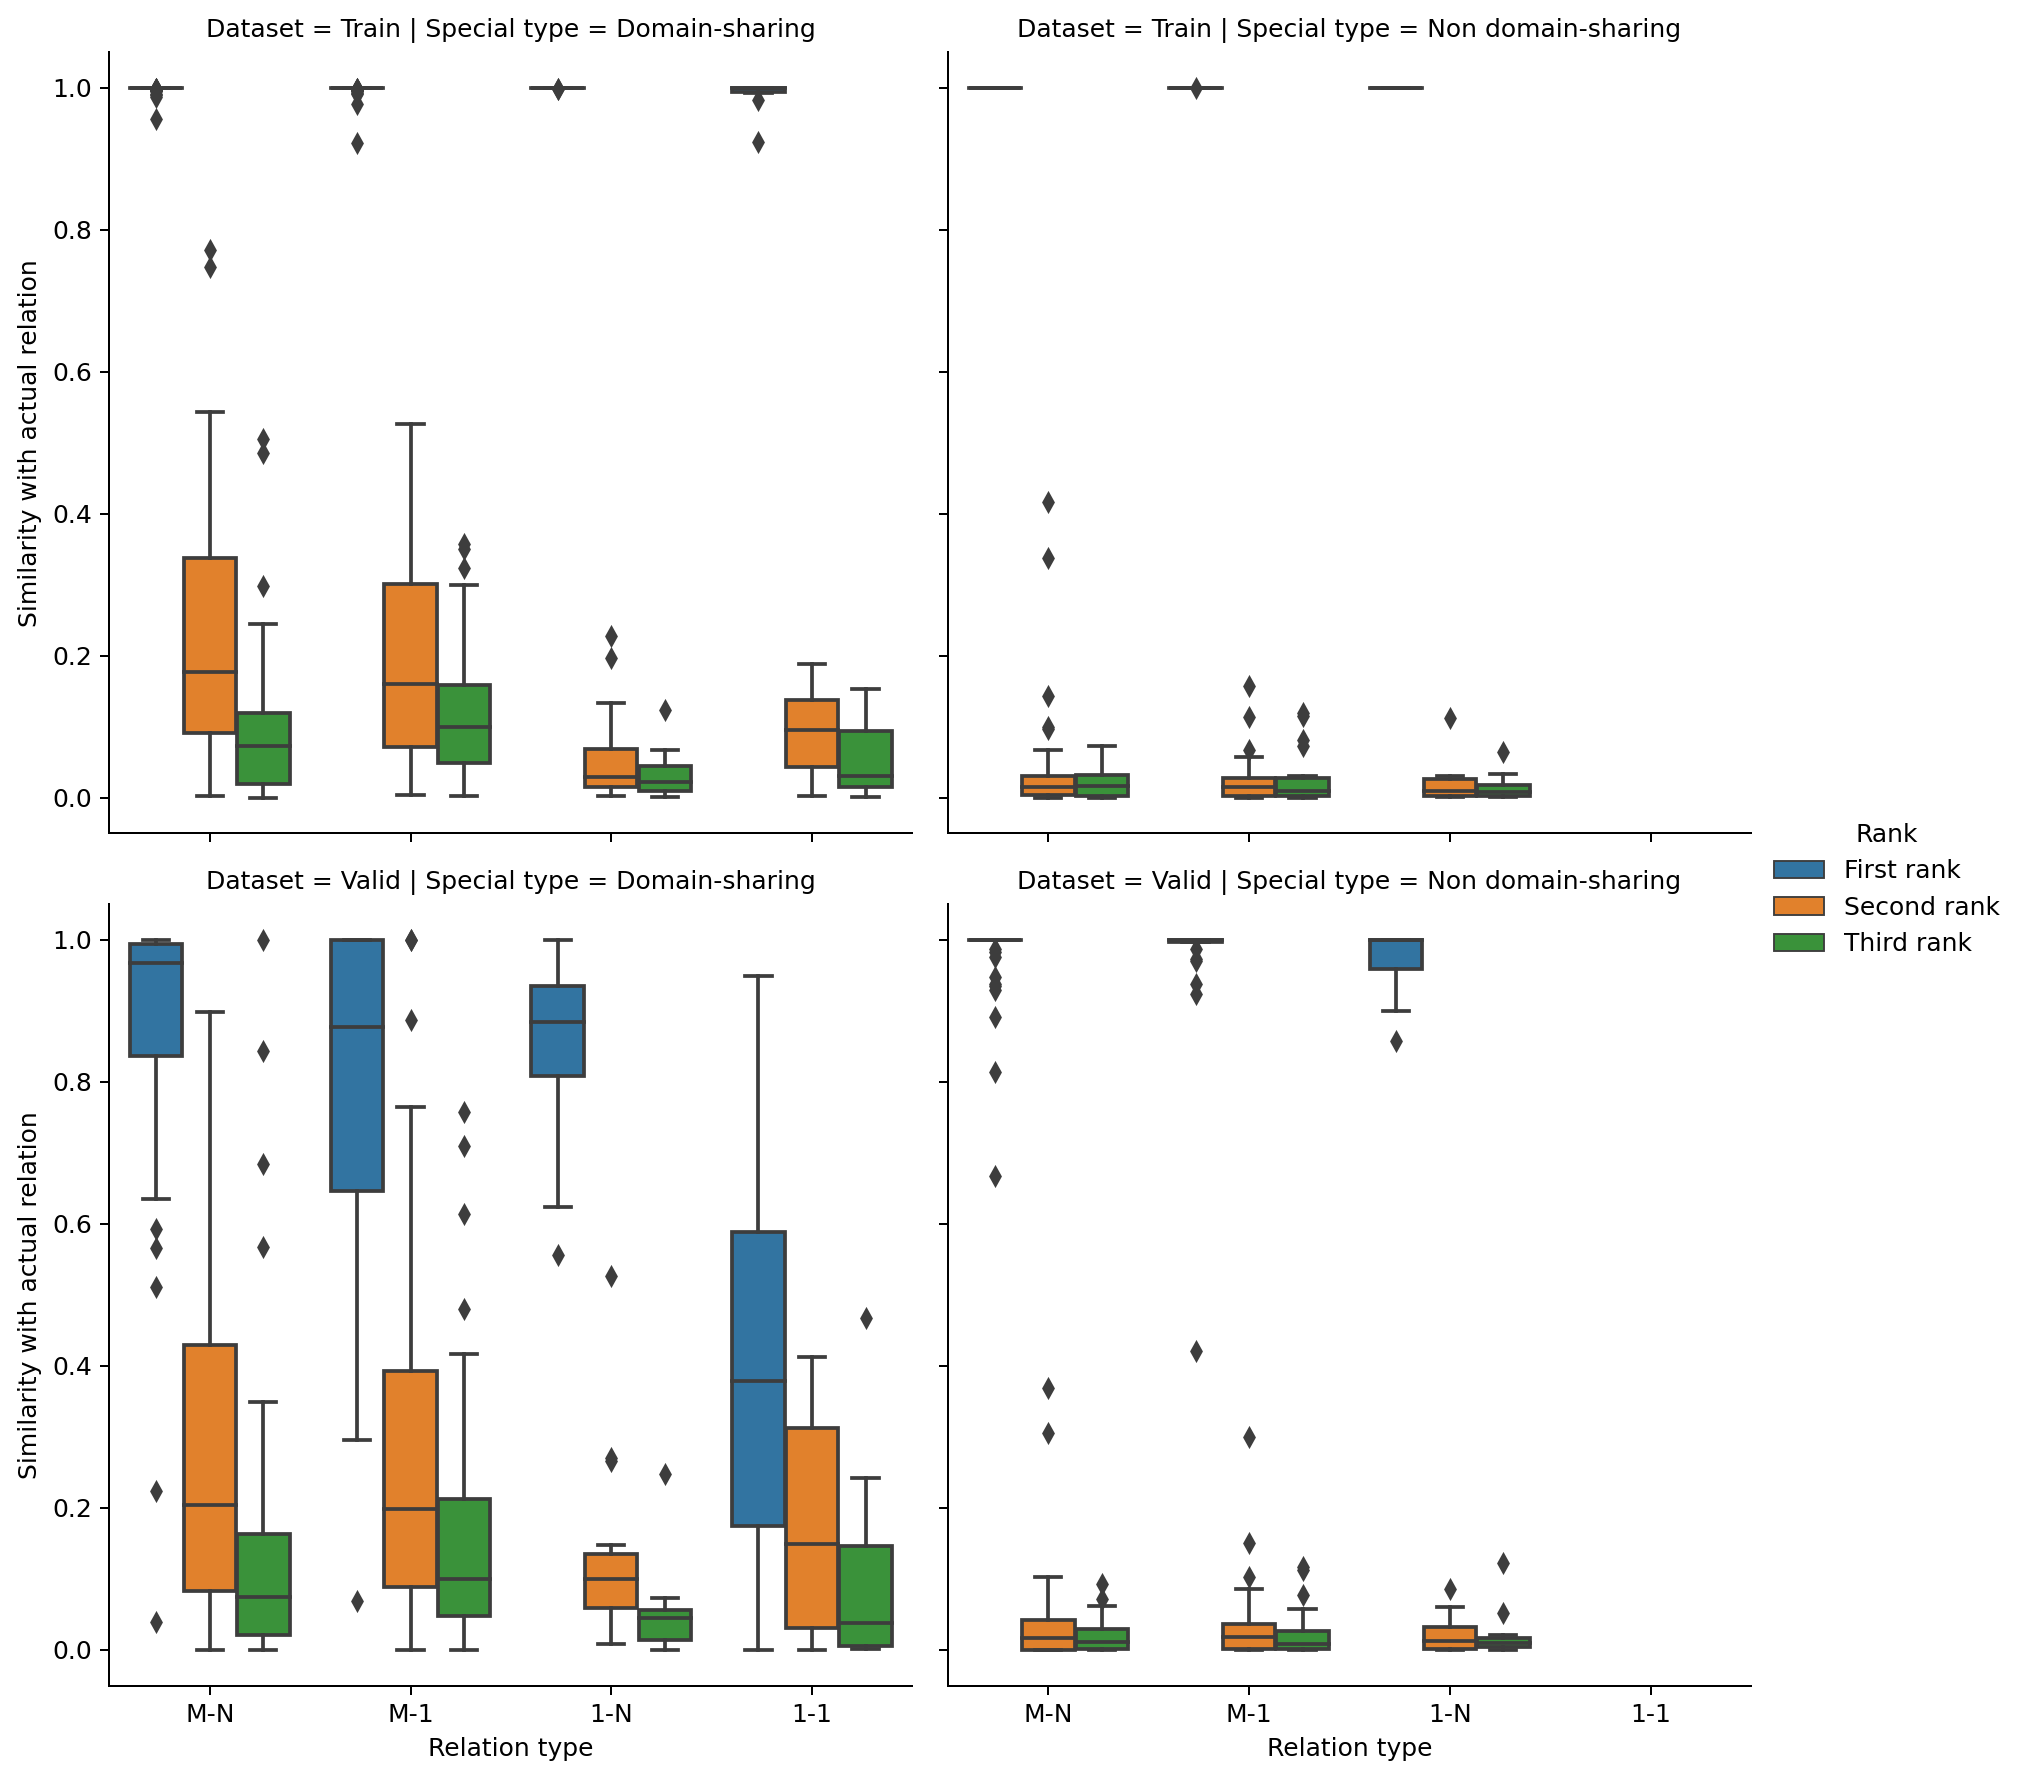 Dataset = Train | Special type = Domain-sharing
Dataset = Train | Special type = Non domain-sharing
Similarity with actual relation
1.0
0.8
0.6
0.4
0.2
0.0
Dataset = Valid | Special type = Domain-sharing
Dataset = Valid | Special type = Non domain-sharing
Similarity with actual relation
1.0
0.8
0.6
0.4
0.2
0.0
M-N M-1 1-N 1-1
Relation type
M-N M-1 1-N 1-1
Relation type
Rank
First rank
Second rank
Third rank